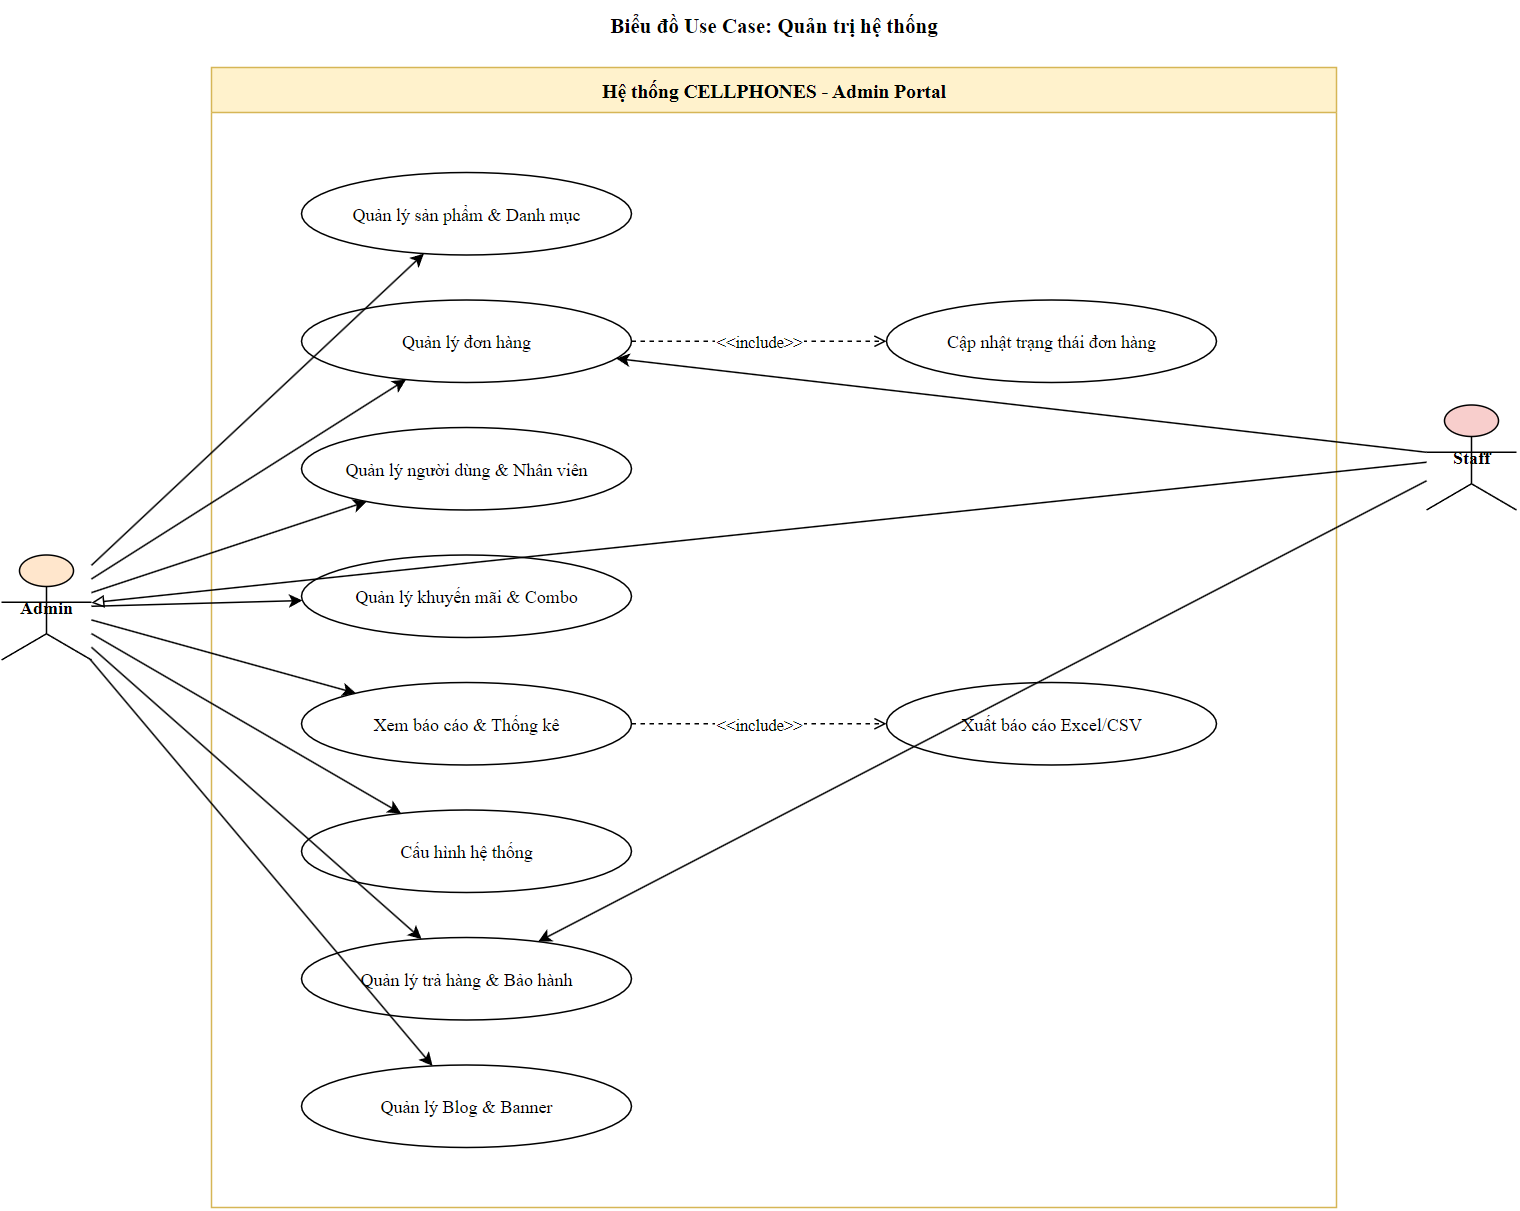 Biểu đồ Use Case: Quản trị hệ thống
Hệ thống CELLPHONES - Admin Portal
Quản lý sản phẩm & Danh mục
Quản lý đơn hàng
<<include>>
Cập nhật trạng thái đơn hàng
Staff
Quản lý người dùng & Nhân viên
Admin
Quản lý khuyến mãi & Combo
Xem báo cáo & Thống kê
<<include>>
Xuất báo cáo Excel/CSV
Cấu hình hệ thống
Quản lý trả hàng & Bảo hành
Quản lý Blog & Banner